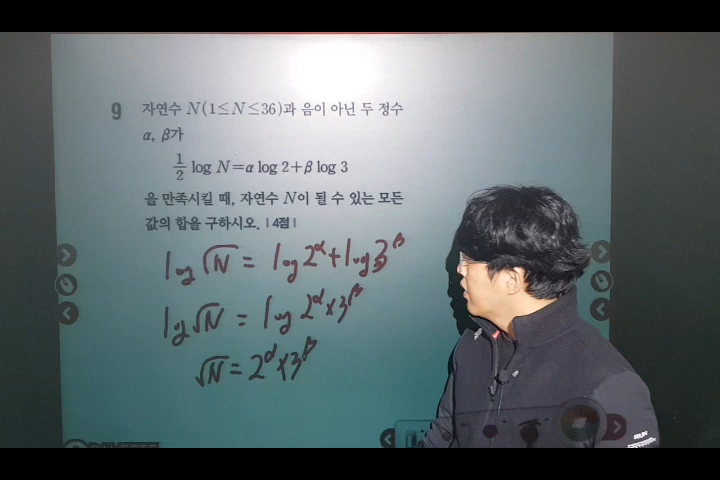 9 자연수 N(1≤N≤36)과 음이 아닌 두 정수
α, β가
1/2 log N=α log 2+β log 3
을 만족시킬 때, 자연수 N이 될 수 있는 모든
값의 합을 구하시오. |4점|
log √N = log 2^α + log 3^β
log √N = log 2^α × 3^β
√N = 2^α × 3^β